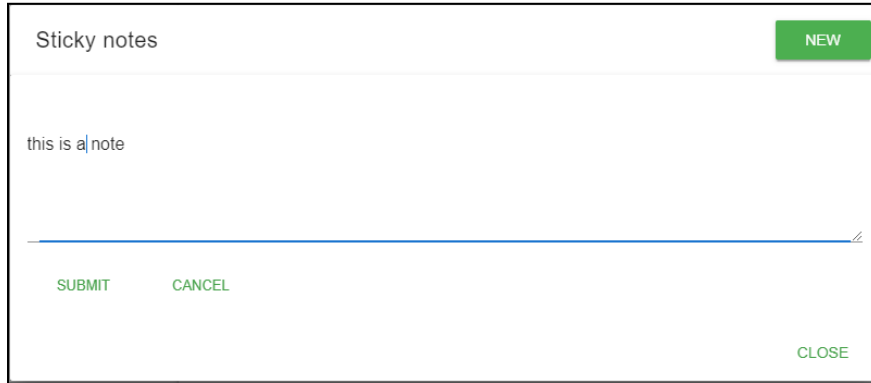 Sticky notes
NEW
this is a note
SUBMIT CANCEL
CLOSE